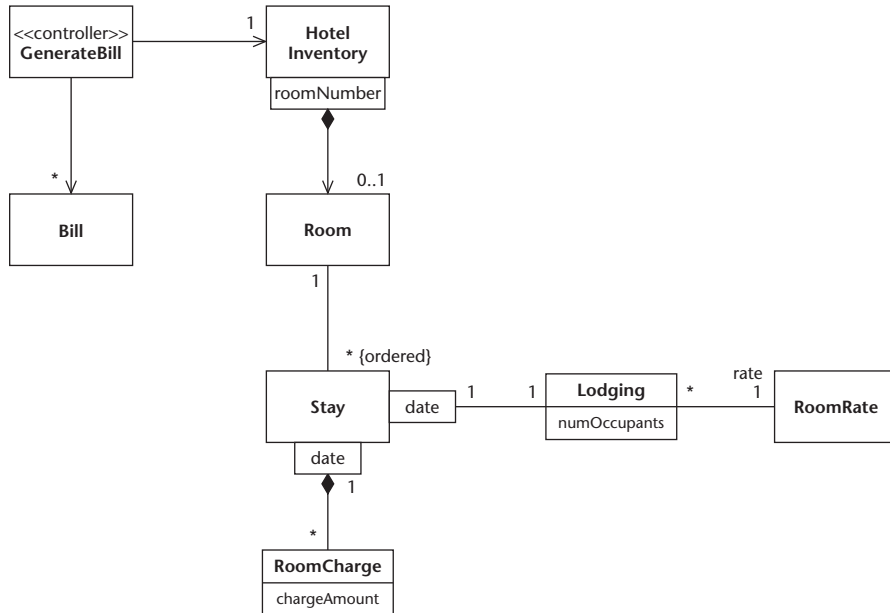 <<controller>>
GenerateBill
1
Hotel
Inventory
roomNumber
*
0..1
Bill
Room
1
* {ordered}
Stay
date
1
1
Lodging
numOccupants
*
rate
1
RoomRate
date
1
*
RoomCharge
chargeAmount